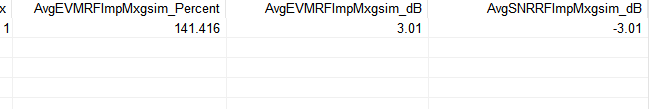 x AvgEVMRFImpMxgsim_Percent AvgEVMRFImpMxgsim_dB AvgSNRRFImpMxgsim_dB
1 141.416 3.01 -3.01